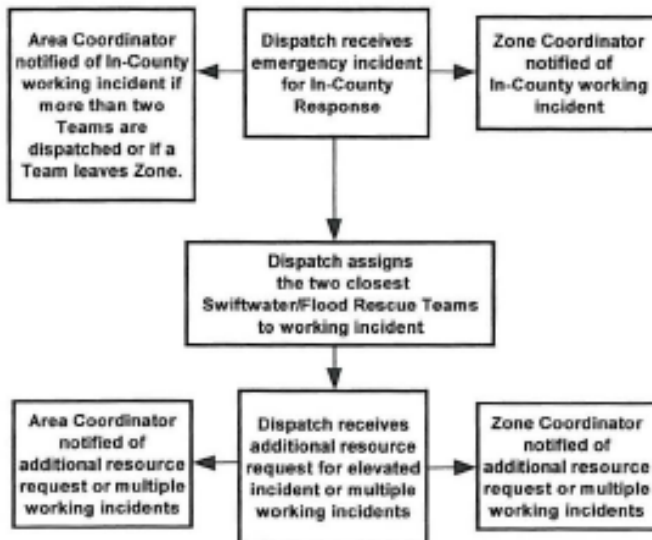 Area Coordinator
notified of In-County
working incident if
more than two
Teams are
dispatched or if a
Team leaves Zone.
Dispatch receives
emergency incident
for In-County
Response
Zone Coordinator
notified of
In-County working
incident
Dispatch assigns
the two closest
Swiftwater/Flood Rescue Teams
to working incident
Area Coordinator
notified of
additional resource
request or multiple
working incidents
Dispatch receives
additional resource
request for elevated
incident or multiple
working incidents
Zone Coordinator
notified of
additional resource
request or multiple
working incidents